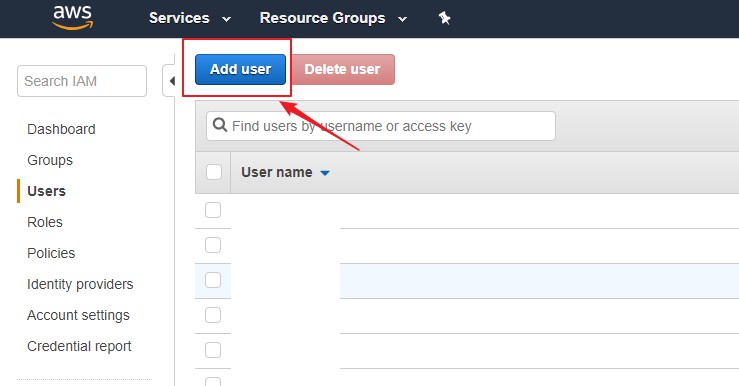 aws
Services
Resource Groups
Search IAM
Add user
Delete user
Find users by username or access key
Dashboard
Groups
User name
Users
Roles
Policies
Identity providers
Account settings
Credential report